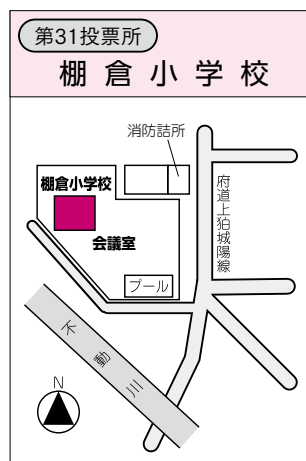 第31投票所
棚倉小学校
消防詰所
棚倉小学校
会議室
府道上狛城陽線
プール
不動川
N